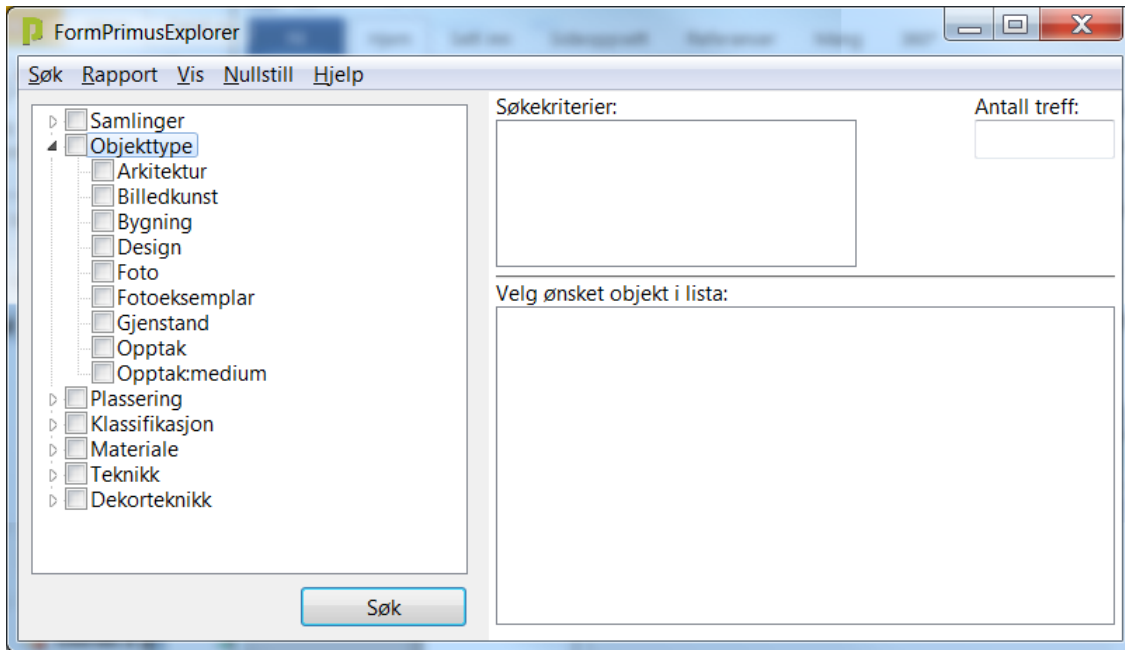 FormPrimusExplorer
Søk Rapport Vis Nullstill Hjelp
Samlinger
Objekttype
Arkitektur
Billedkunst
Bygning
Design
Foto
Fotoeksemplar
Gjenstand
Opptak
Opptak:medium
Plassering
Klassifikasjon
Materiale
Teknikk
Dekorteknikk
Søk
Søkekriterier:
Antall treff:
Velg ønsket objekt i lista: